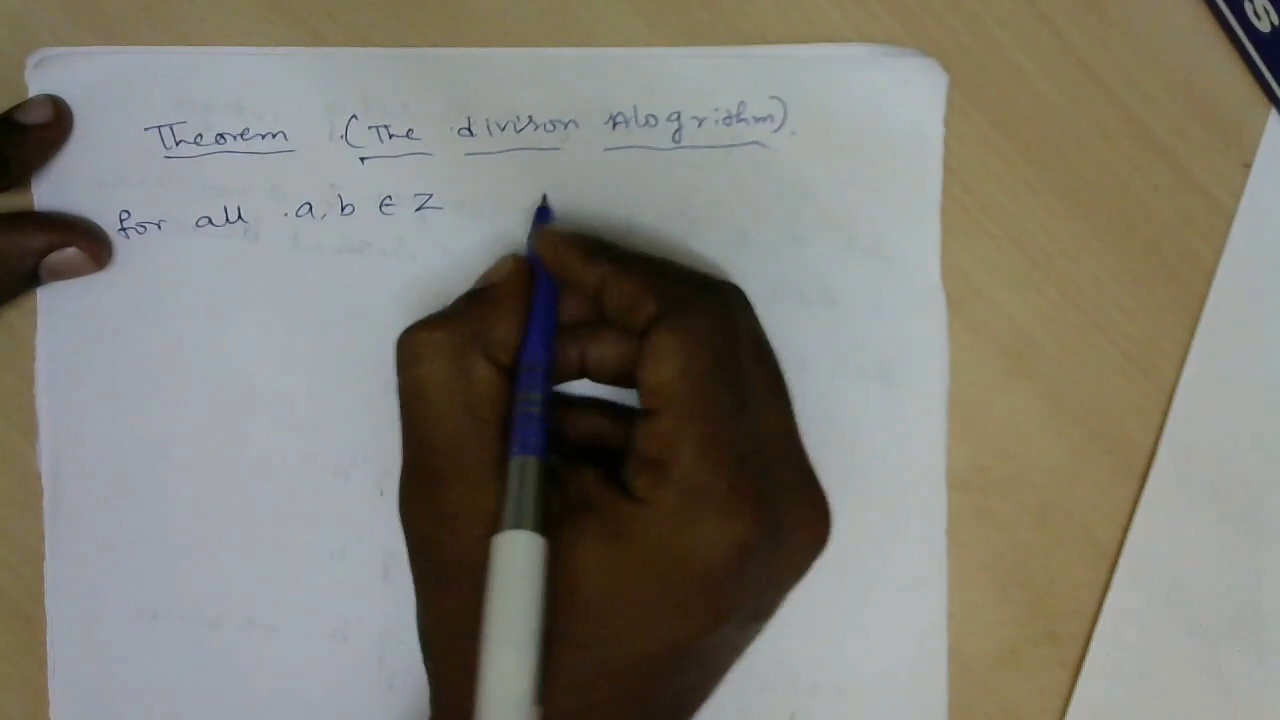 Theorem (The divison Alogrithm).
for all a, b ∈ Z
S